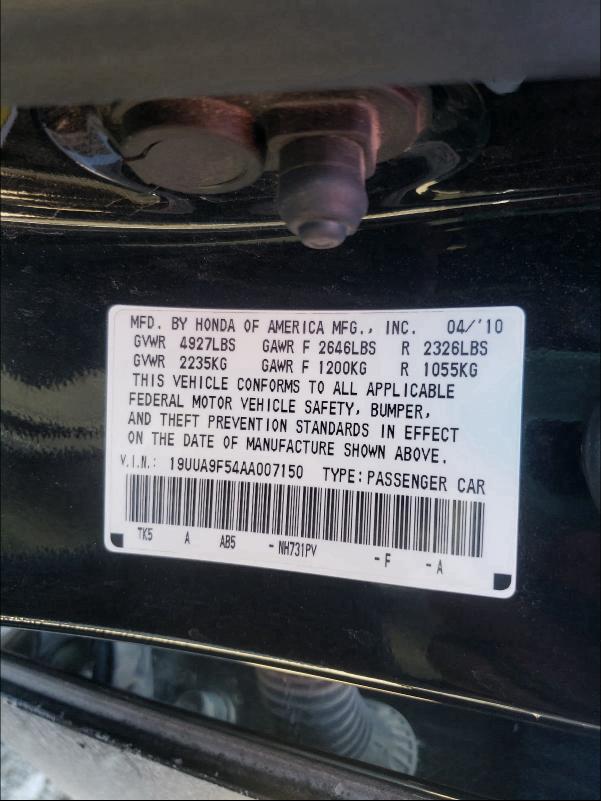 MFD. BY HONDA OF AMERICA MFG., INC. 04/'10
GVWR 4927LBS GAWR F 2646LBS R 2326LBS
GVWR 2235KG GAWR F 1200KG R 1055KG
THIS VEHICLE CONFORMS TO ALL APPLICABLE
FEDERAL MOTOR VEHICLE SAFETY, BUMPER,
AND THEFT PREVENTION STANDARDS IN EFFECT
ON THE DATE OF MANUFACTURE SHOWN ABOVE.
V.I.N.: 19UUA9F54AA007150 TYPE:PASSENGER CAR
TK5 A AB5 -NH731PV -F -A